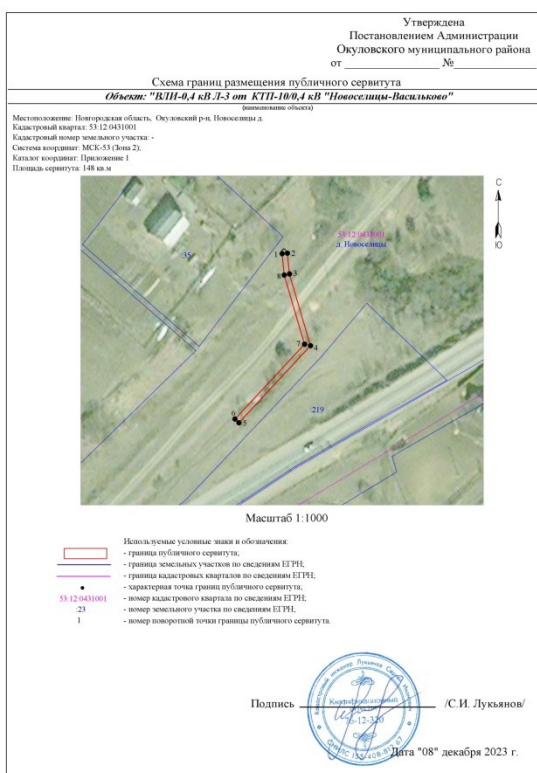 Утверждена
Постановлением Администрации
Окуловского муниципального района
от ____________ №____________
Схема границ размещения публичного сервитута
Объект: "ВЛИ-0,4 кВ Л-3 от КТП-10/0,4 кВ "Новоселицы-Васильково"
(наименование объекта)
Местоположение: Новгородская область, Окуловский р-н, Новоселицы д.
Кадастровый квартал: 53:12:0431001
Кадастровый номер земельного участка: -
Система координат: МСК-53 (Зона 2);
Каталог координат: Приложение 1
Площадь сервитута: 148 кв.м
С
Ю
53:12:0431001
д. Новоселицы
:35
1 2
8 3
7 4
6 5
:219
Масштаб 1:1000
Используемые условные знаки и обозначения:
- граница публичного сервитута;
- граница земельных участков по сведениям ЕГРН;
- граница кадастровых кварталов по сведениям ЕГРН;
- характерная точка границ публичного сервитута;
53:12:0431001 - номер кадастрового квартала по сведениям ЕГРН;
:23 - номер земельного участка по сведениям ЕГРН;
1 - номер поворотной точки границы публичного сервитута.
Кадастровый инженер Лукьянов
Подпись ____________ /С.И. Лукьянов/
Дата "08" декабря 2023 г.